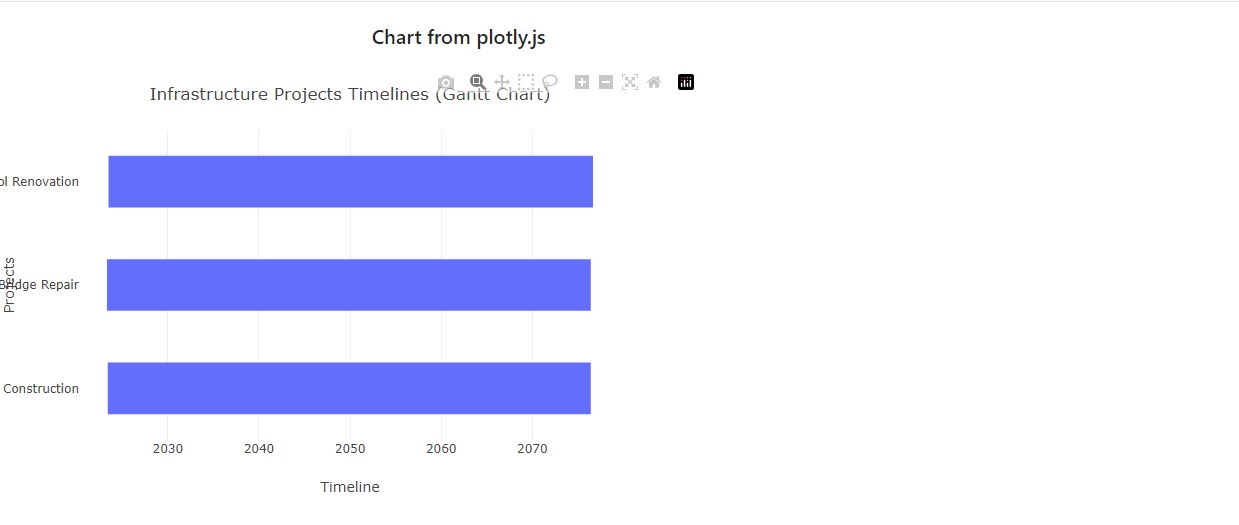 Chart from plotly.js
Infrastructure Projects Timelines (Gantt Chart)
Renovation
Bridge Repair
Projects
Construction
2030 2040 2050 2060 2070
Timeline